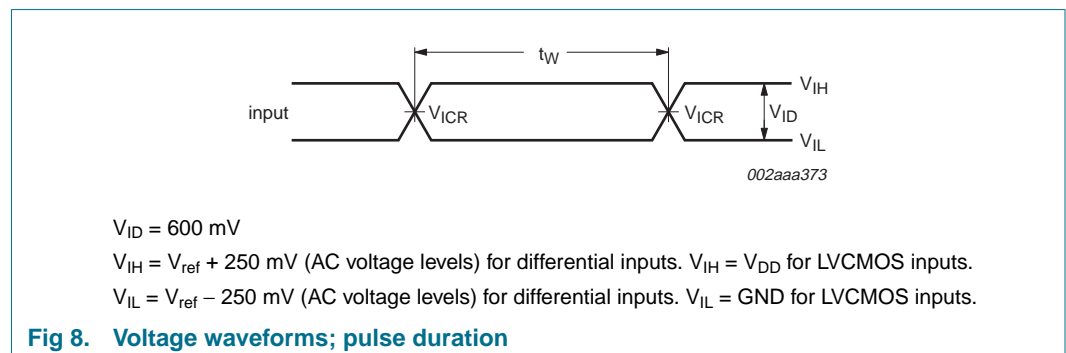 tW
VIH
input VICR VICR VID
VIL
002aaa373
VID = 600 mV
VIH = Vref + 250 mV (AC voltage levels) for differential inputs. VIH = VDD for LVCMOS inputs.
VIL = Vref − 250 mV (AC voltage levels) for differential inputs. VIL = GND for LVCMOS inputs.
Fig 8. Voltage waveforms; pulse duration